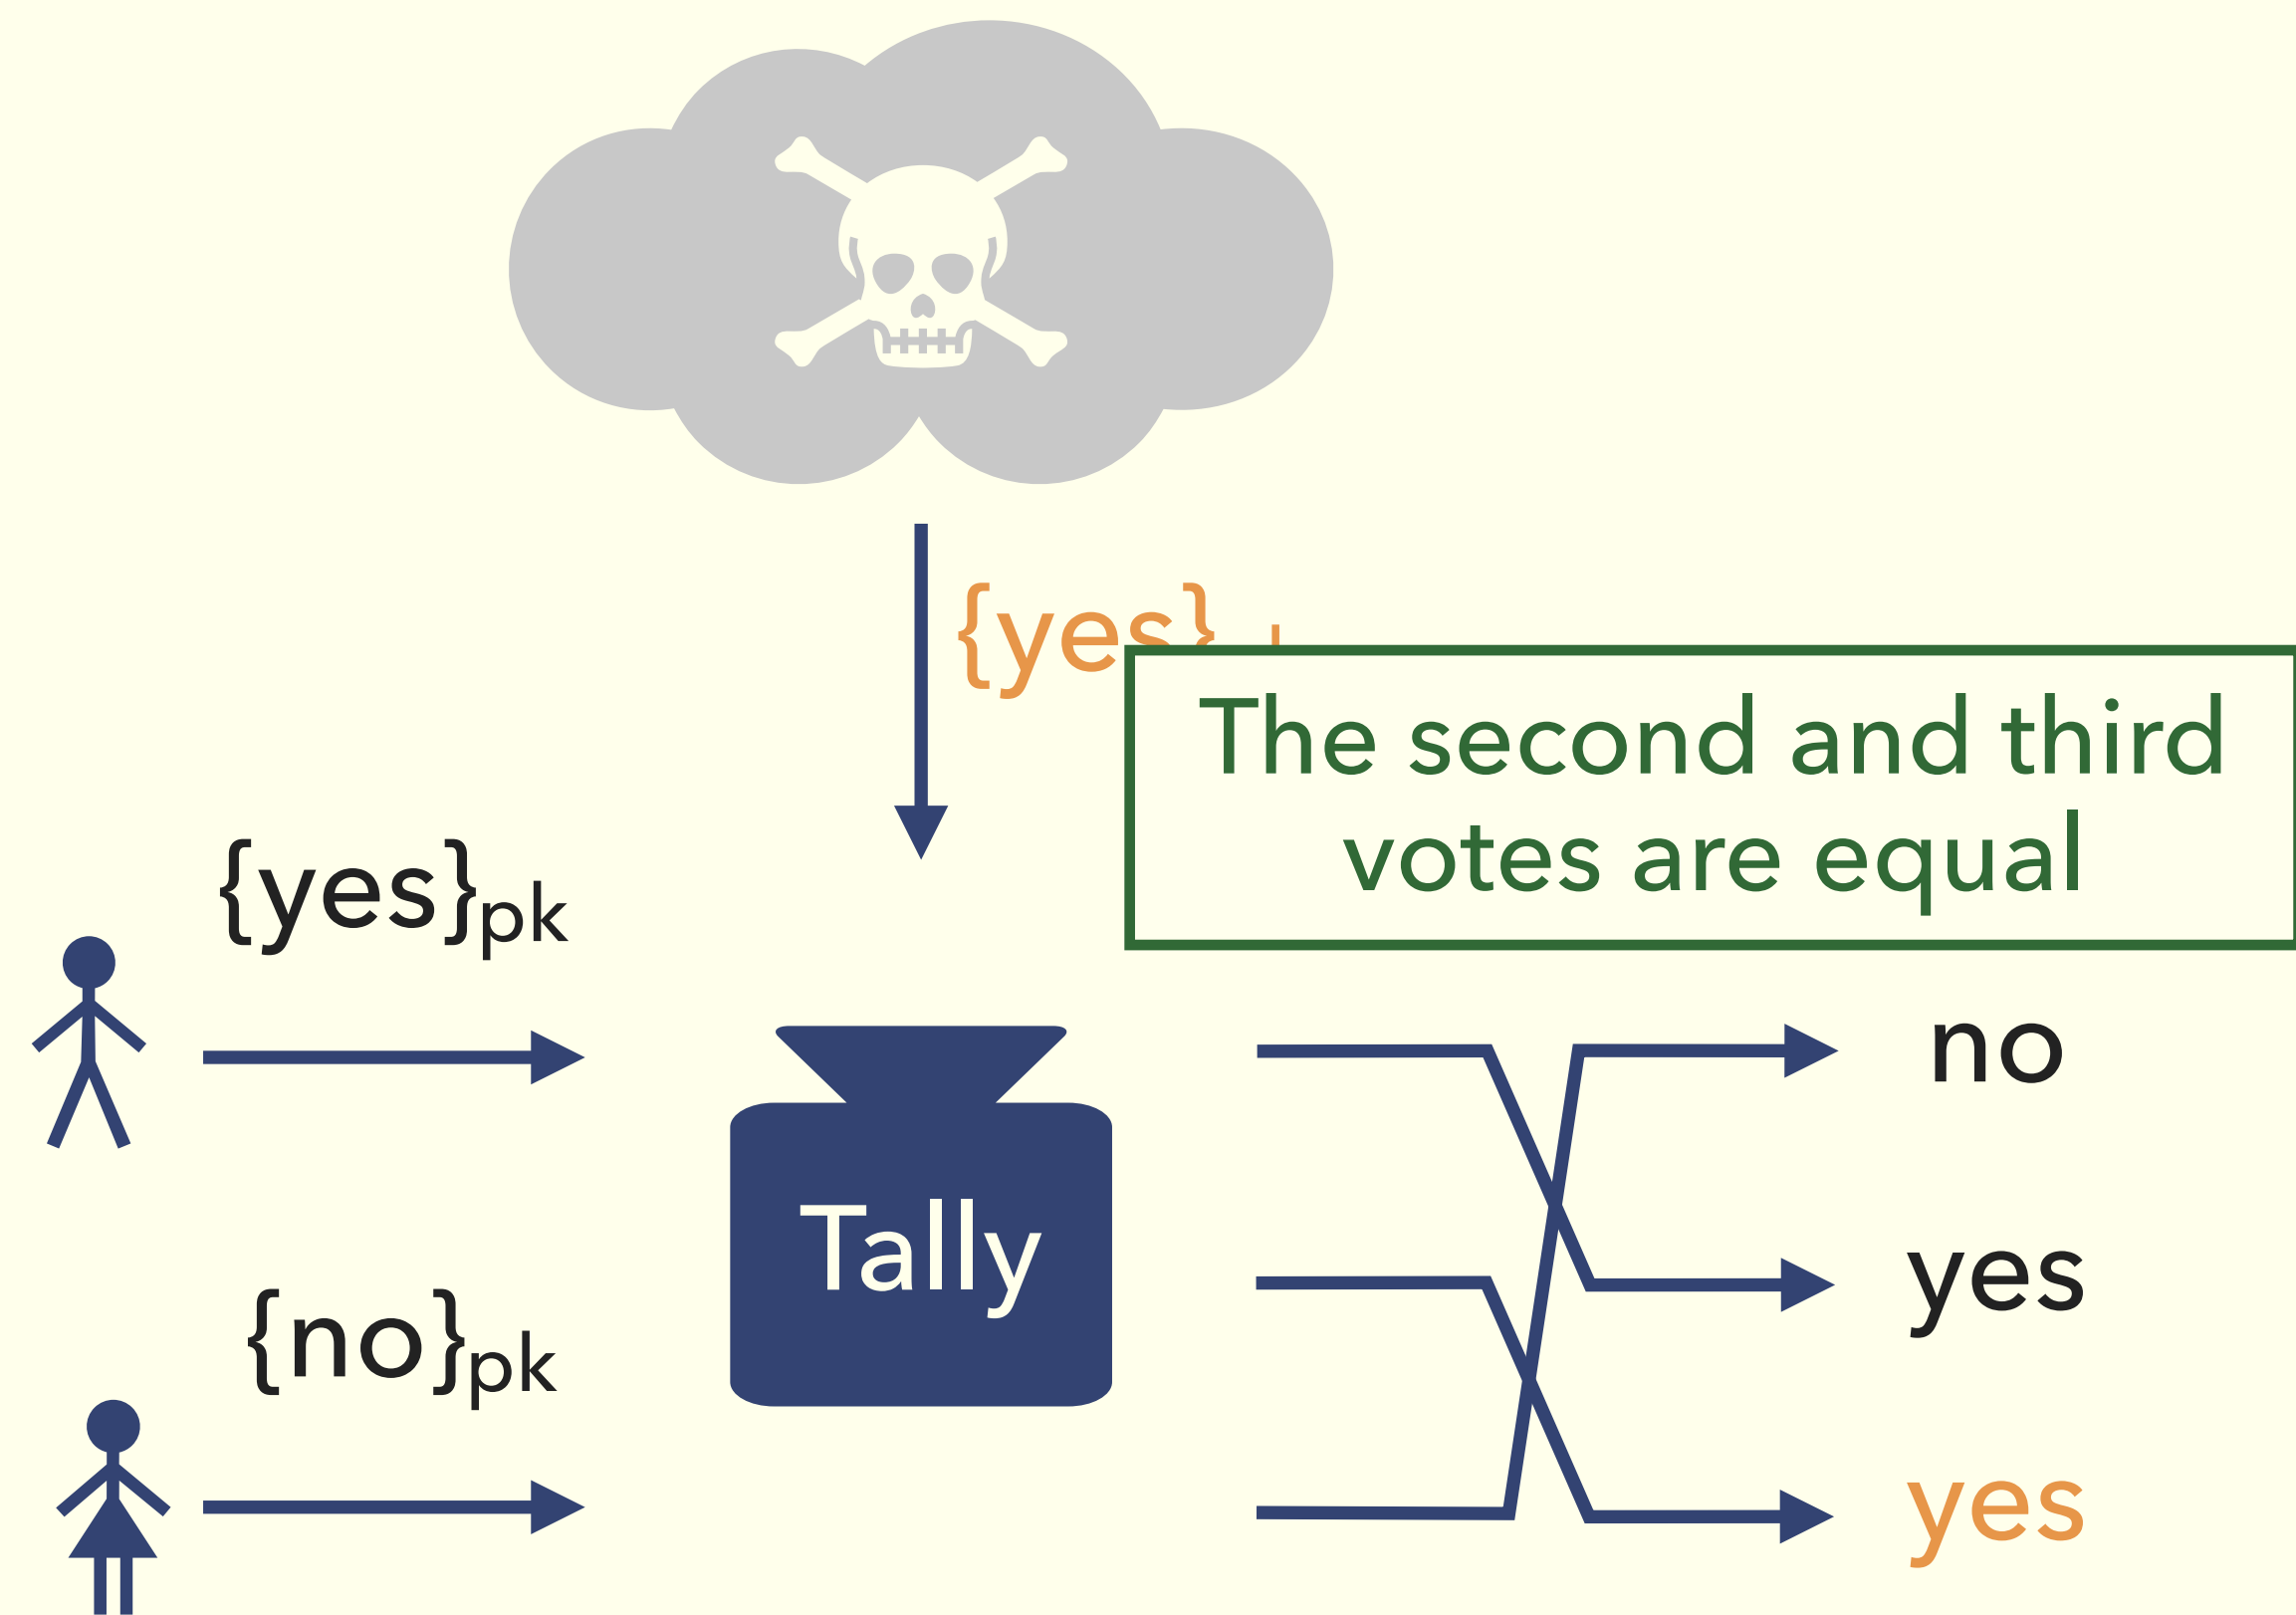 {yes}
The second and third
votes are equal
{yes}pk
no
Tally
yes
{no}pk
yes